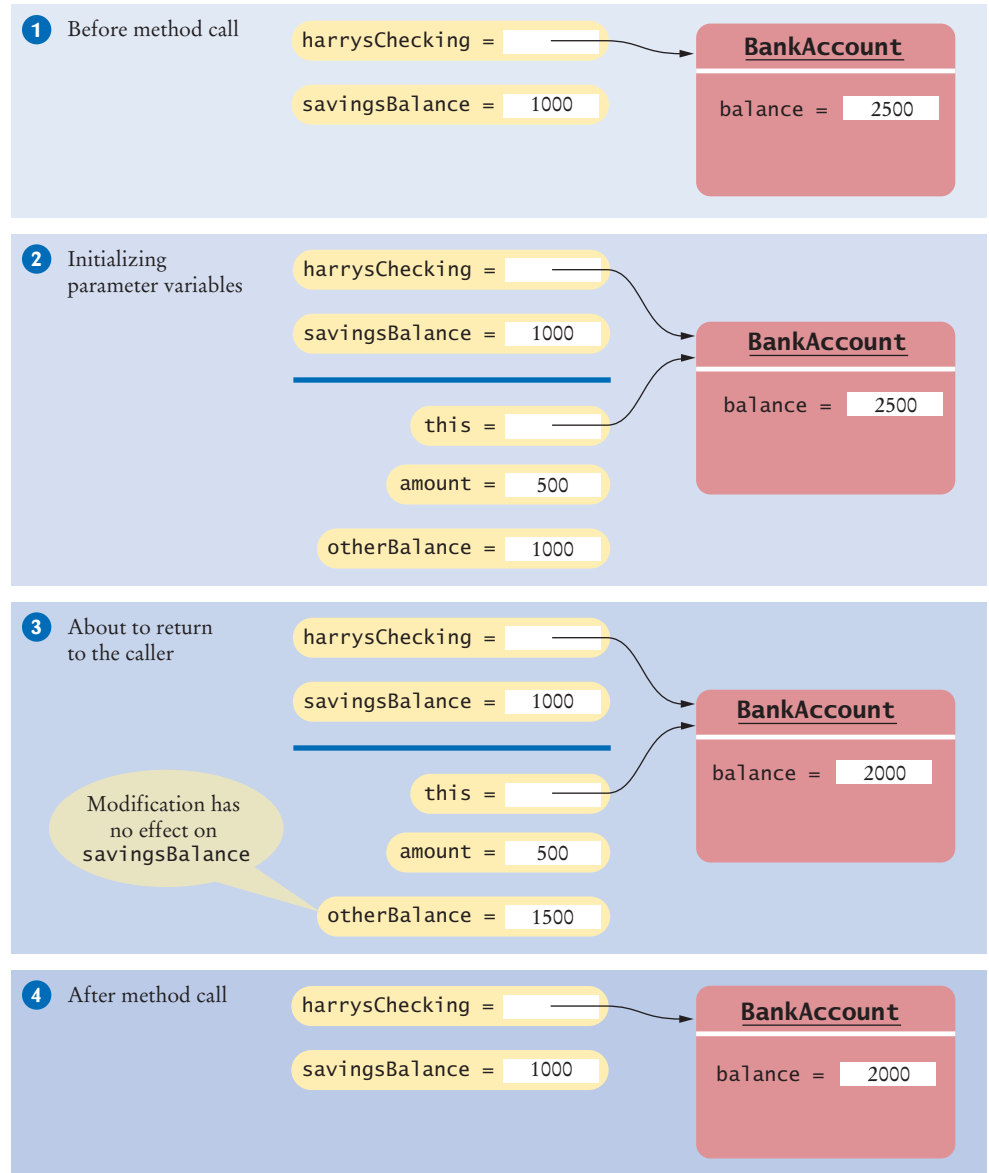 1 Before method call
harrysChecking =
BankAccount
savingsBalance = 1000
balance = 2500
2 Initializing
parameter variables
harrysChecking =
savingsBalance = 1000
BankAccount
balance = 2500
this =
amount = 500
otherBalance = 1000
3 About to return
to the caller
harrysChecking =
savingsBalance = 1000
BankAccount
balance = 2000
this =
Modification has
no effect on
savingsBalance
amount = 500
otherBalance = 1500
4 After method call
harrysChecking =
BankAccount
savingsBalance = 1000
balance = 2000